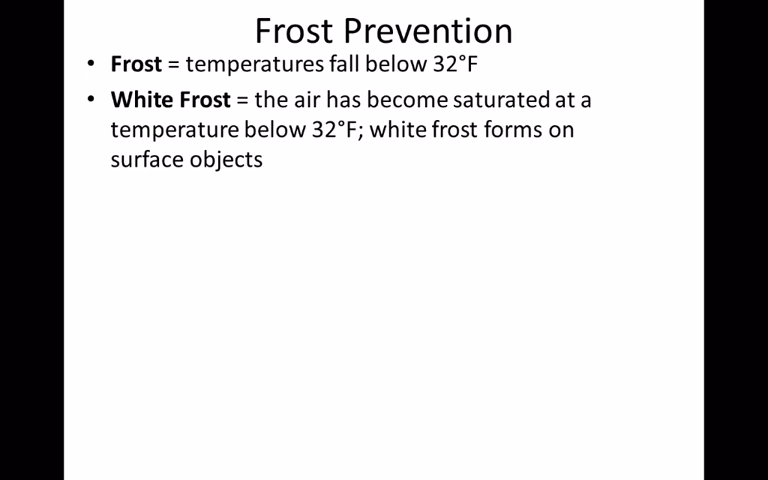 Frost Prevention
• Frost = temperatures fall below 32°F
• White Frost = the air has become saturated at a
temperature below 32°F; white frost forms on
surface objects